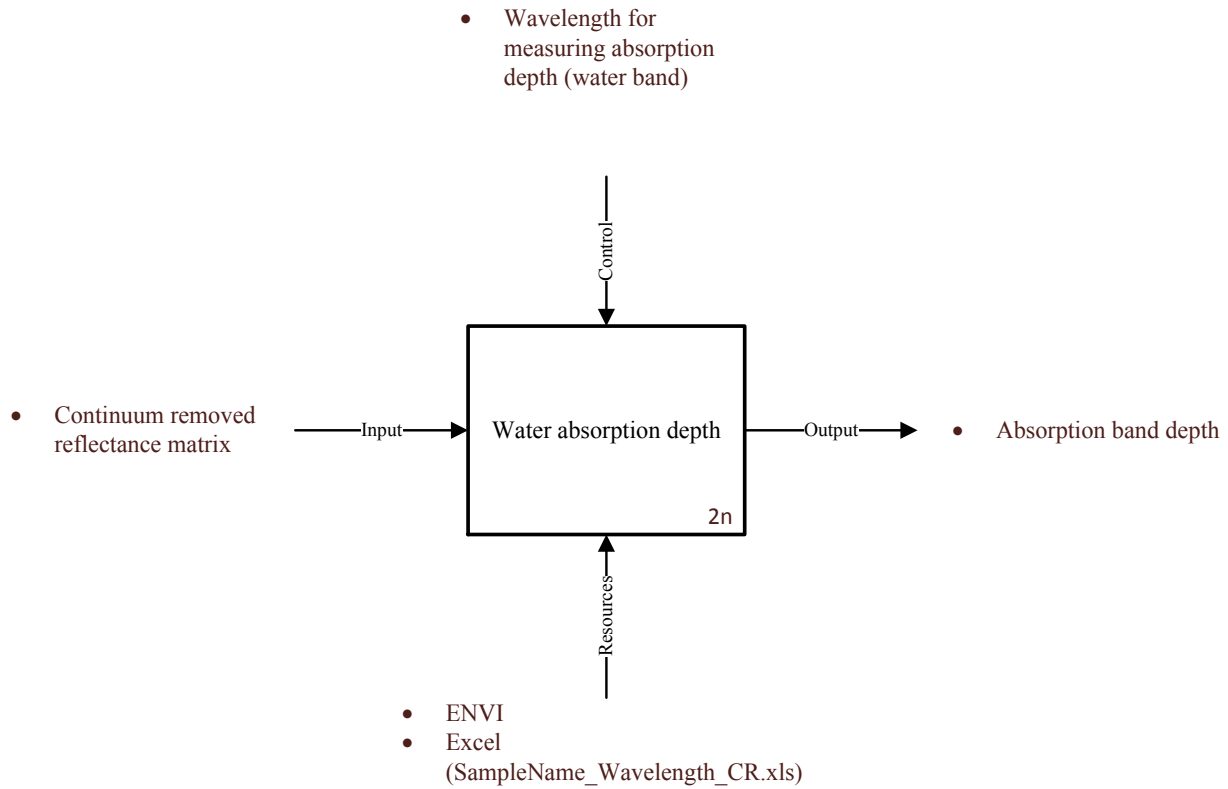 • Wavelength for
measuring absorption
depth (water band)
Control
• Continuum removed
reflectance matrix
Input
Water absorption depth
2n
Output
• Absorption band depth
Resources
• ENVI
• Excel
(SampleName_Wavelength_CR.xls)